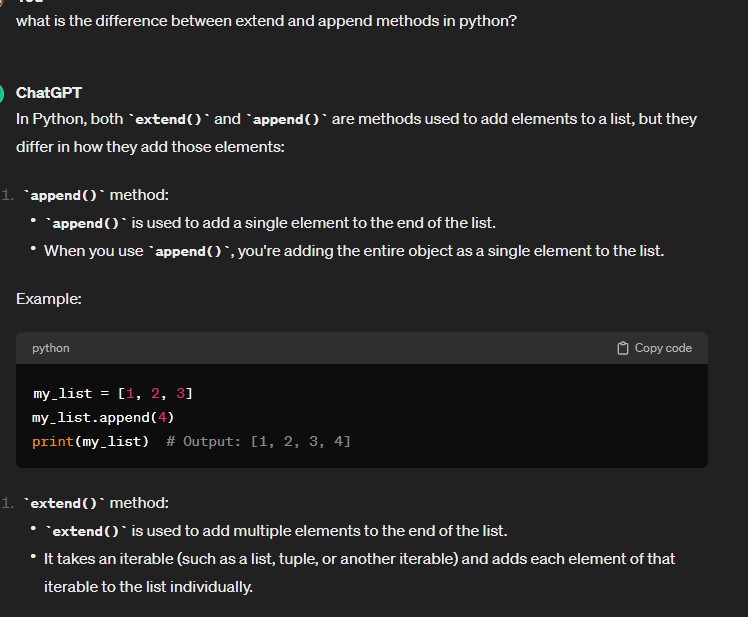 You
what is the difference between extend and append methods in python?
ChatGPT
In Python, both `extend()` and `append()` are methods used to add elements to a list, but they
differ in how they add those elements:
1. `append()` method:
• `append()` is used to add a single element to the end of the list.
• When you use `append()`, you're adding the entire object as a single element to the list.
Example:
python Copy code
my_list = [1, 2, 3]
my_list.append(4)
print(my_list)  # Output: [1, 2, 3, 4]
1. `extend()` method:
• `extend()` is used to add multiple elements to the end of the list.
• It takes an iterable (such as a list, tuple, or another iterable) and adds each element of that
iterable to the list individually.